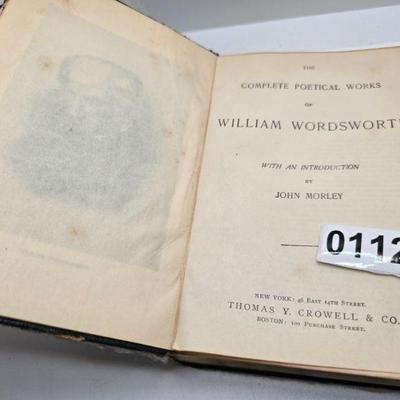 THE
COMPLETE POETICAL WORKS
OF
WILLIAM WORDSWORTH
WITH AN INTRODUCTION
BY
JOHN MORLEY
0112
NEW YORK: 46 EAST 14TH STREET.
THOMAS Y. CROWELL & CO.
BOSTON: 100 PURCHASE STREET.